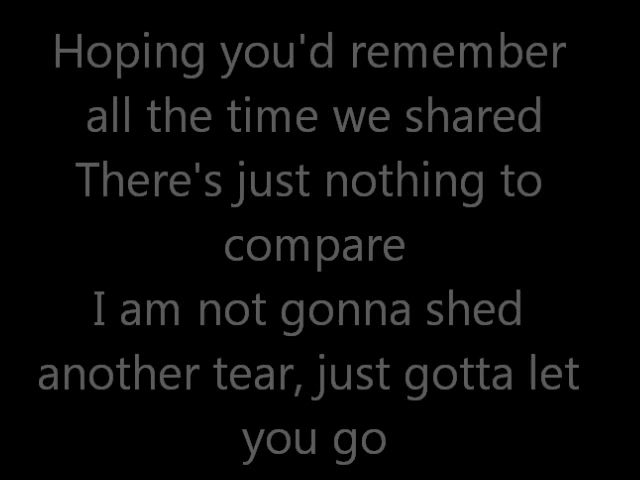 Hoping you'd remember
all the time we shared
There's just nothing to
compare
I am not gonna shed
another tear, just gotta let
you go